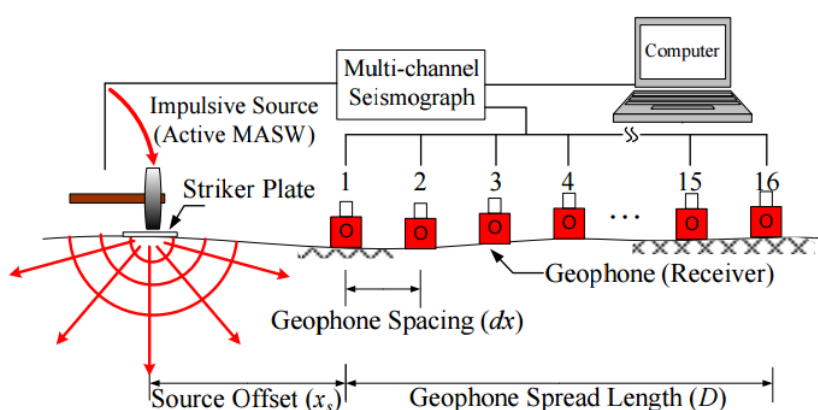 Computer
Multi-channel
Seismograph
Impulsive Source
(Active MASW)
Striker Plate
1
2
3
4
15
16
O
O
O
O
...
O
O
Geophone (Receiver)
Geophone Spacing (dx)
Source Offset (xs)
Geophone Spread Length (D)